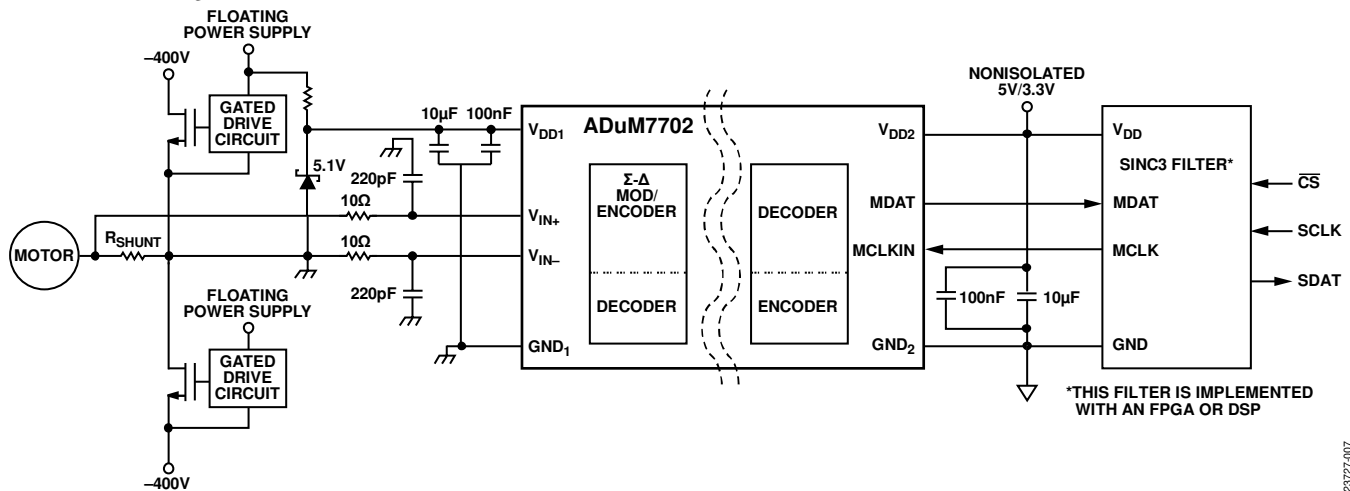 FLOATING
POWER SUPPLY
–400V
GATED
DRIVE
CIRCUIT
5.1V
10µF 100nF
220pF
10Ω
10Ω
220pF
MOTOR
RSHUNT
FLOATING
POWER SUPPLY
GATED
DRIVE
CIRCUIT
–400V
ADuM7702
VDD1
VIN+
VIN–
GND1
Σ-Δ
MOD/
ENCODER
DECODER
DECODER
ENCODER
VDD2
MDAT
MCLKIN
GND2
NONISOLATED
5V/3.3V
100nF
10µF
VDD
SINC3 FILTER*
MDAT
MCLK
GND
CS
SCLK
SDAT
*THIS FILTER IS IMPLEMENTED
WITH AN FPGA OR DSP
23727-007